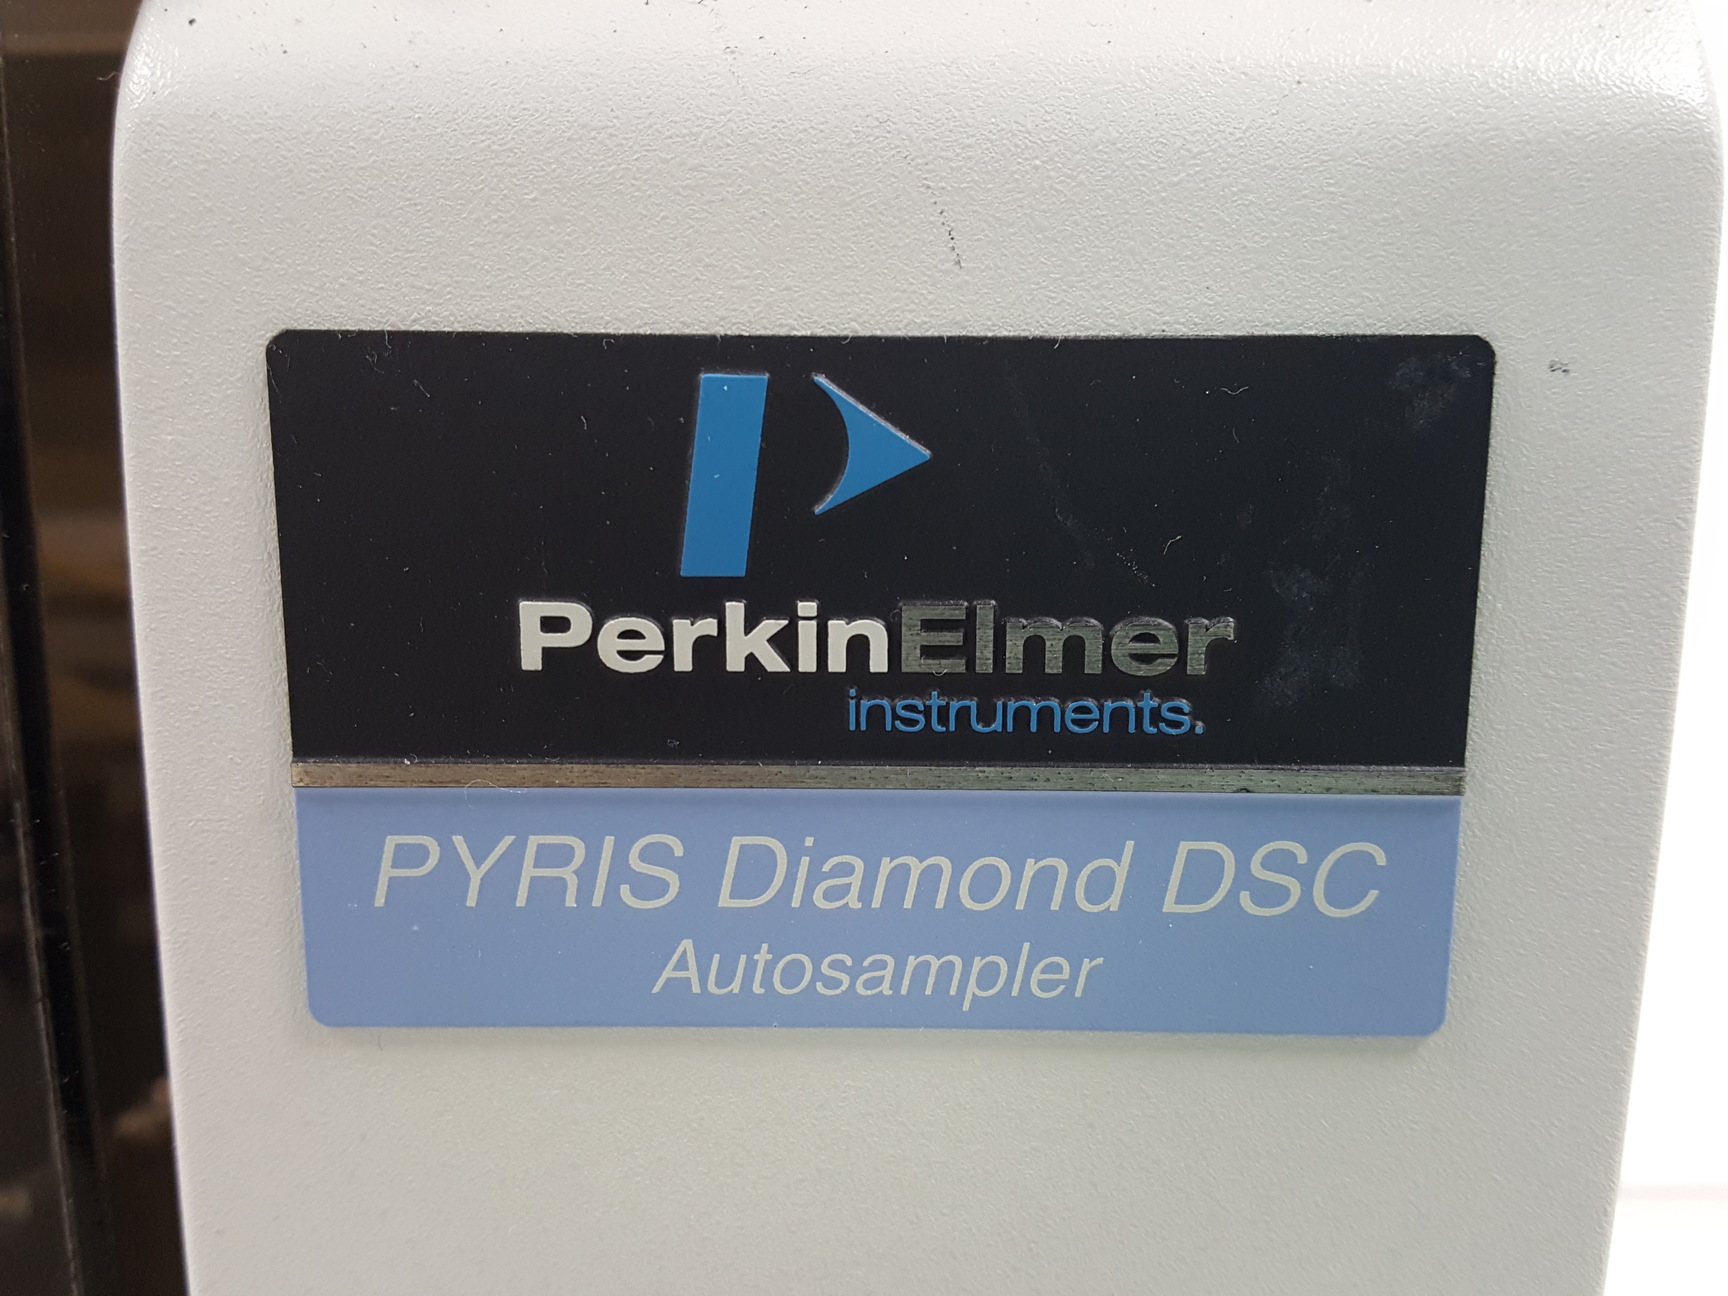 PerkinElmer
instruments.
PYRIS Diamond DSC
Autosampler